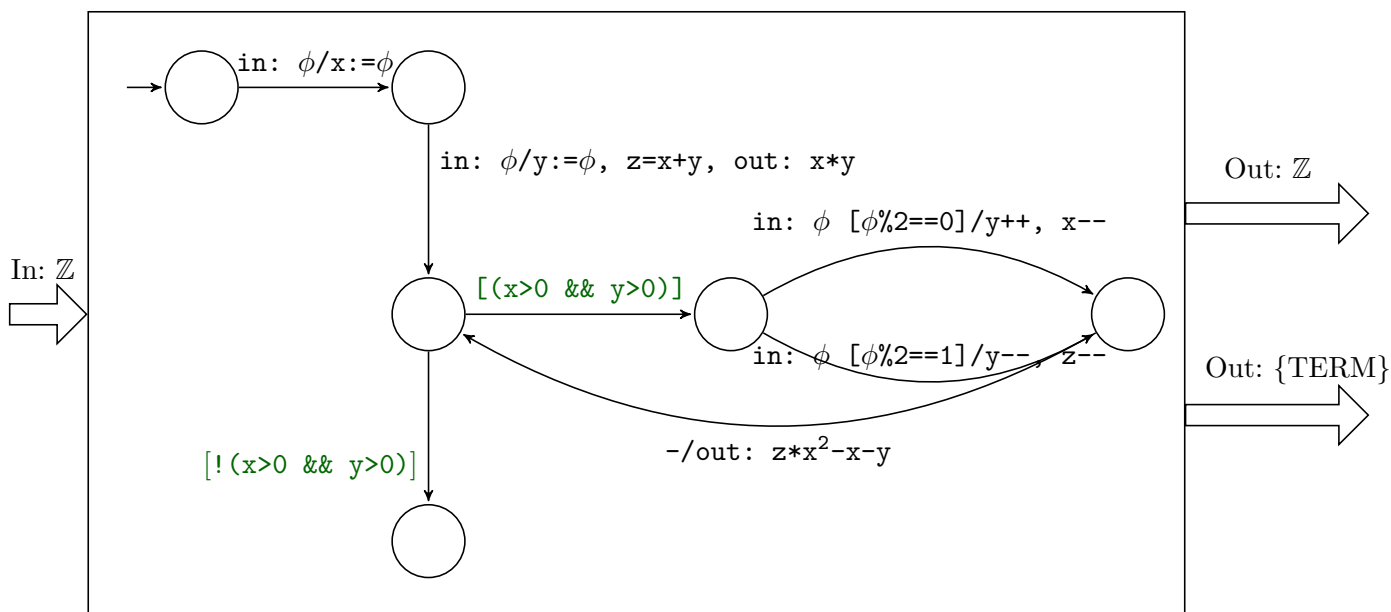 in: ϕ/x:=ϕ
in: ϕ/y:=ϕ, z=x+y, out: x*y
Out: ℤ
in: ϕ [ϕ%2==0]/y++, x--
In: ℤ
[(x>0 && y>0)]
in: ϕ [ϕ%2==1]/y--, z--
Out: {TERM}
-/out: z*x²-x-y
[!(x>0 && y>0)]